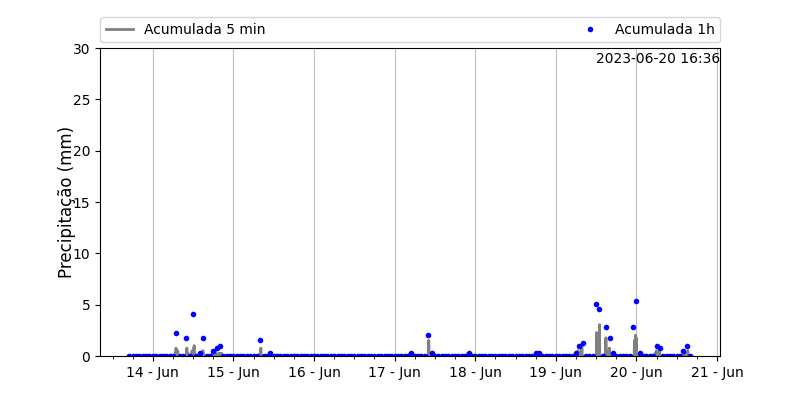 Acumulada 5 min
Acumulada 1h
2023-06-20 16:36
Precipitação (mm)
30
25
20
15
10
5
0
14 - Jun
15 - Jun
16 - Jun
17 - Jun
18 - Jun
19 - Jun
20 - Jun
21 - Jun